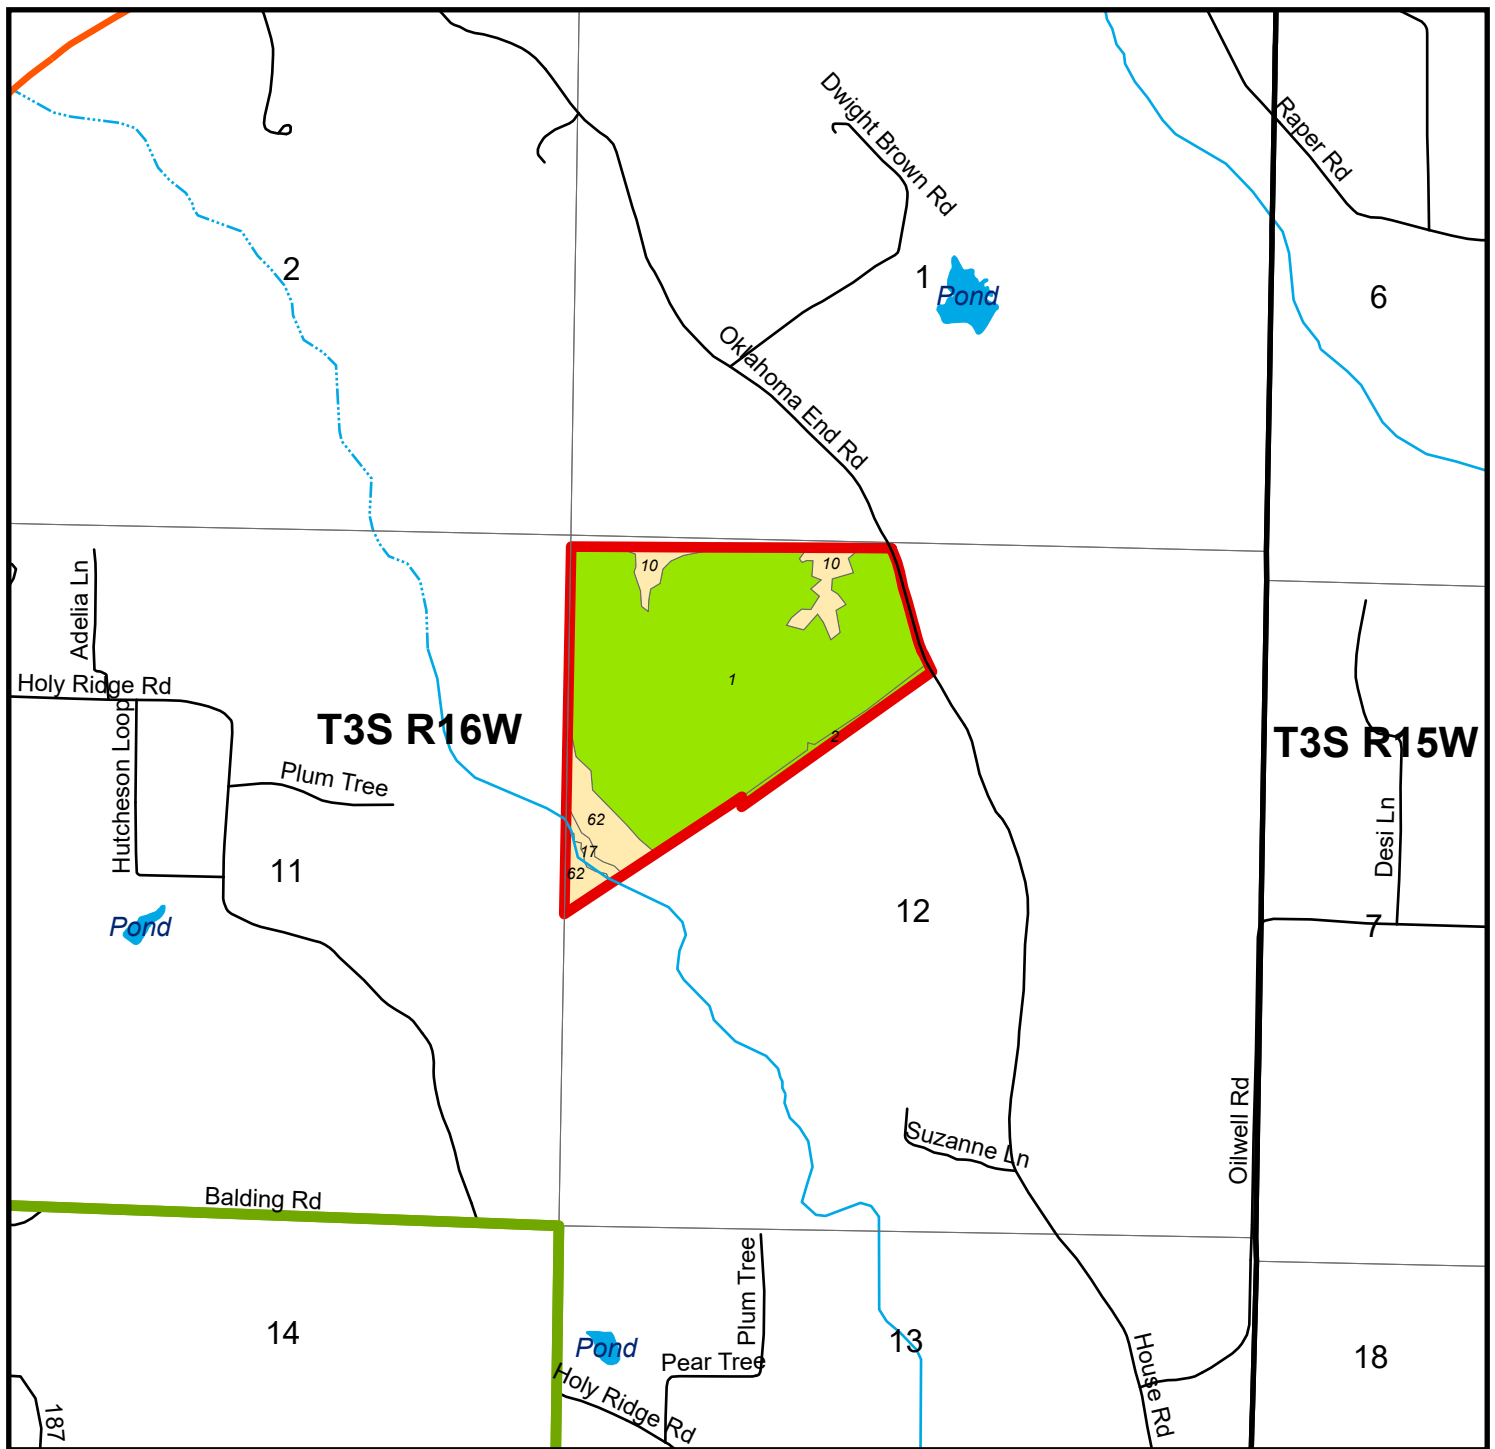 Dwight Brown Rd
Raper Rd
2
1
Pond
6
Oklahoma End Rd
10
10
Adelia Ln
1
Holy Ridge Rd
T3S R16W
2
T3S R15W
Hutcheson Loop
Plum Tree
62
Desi Ln
17
11
62
12
Pond
7
Oilwell Rd
Suzanne Ln
Balding Rd
Plum Tree
14
Pond
13
Pear Tree
18
House Rd
Holy Ridge Rd
187